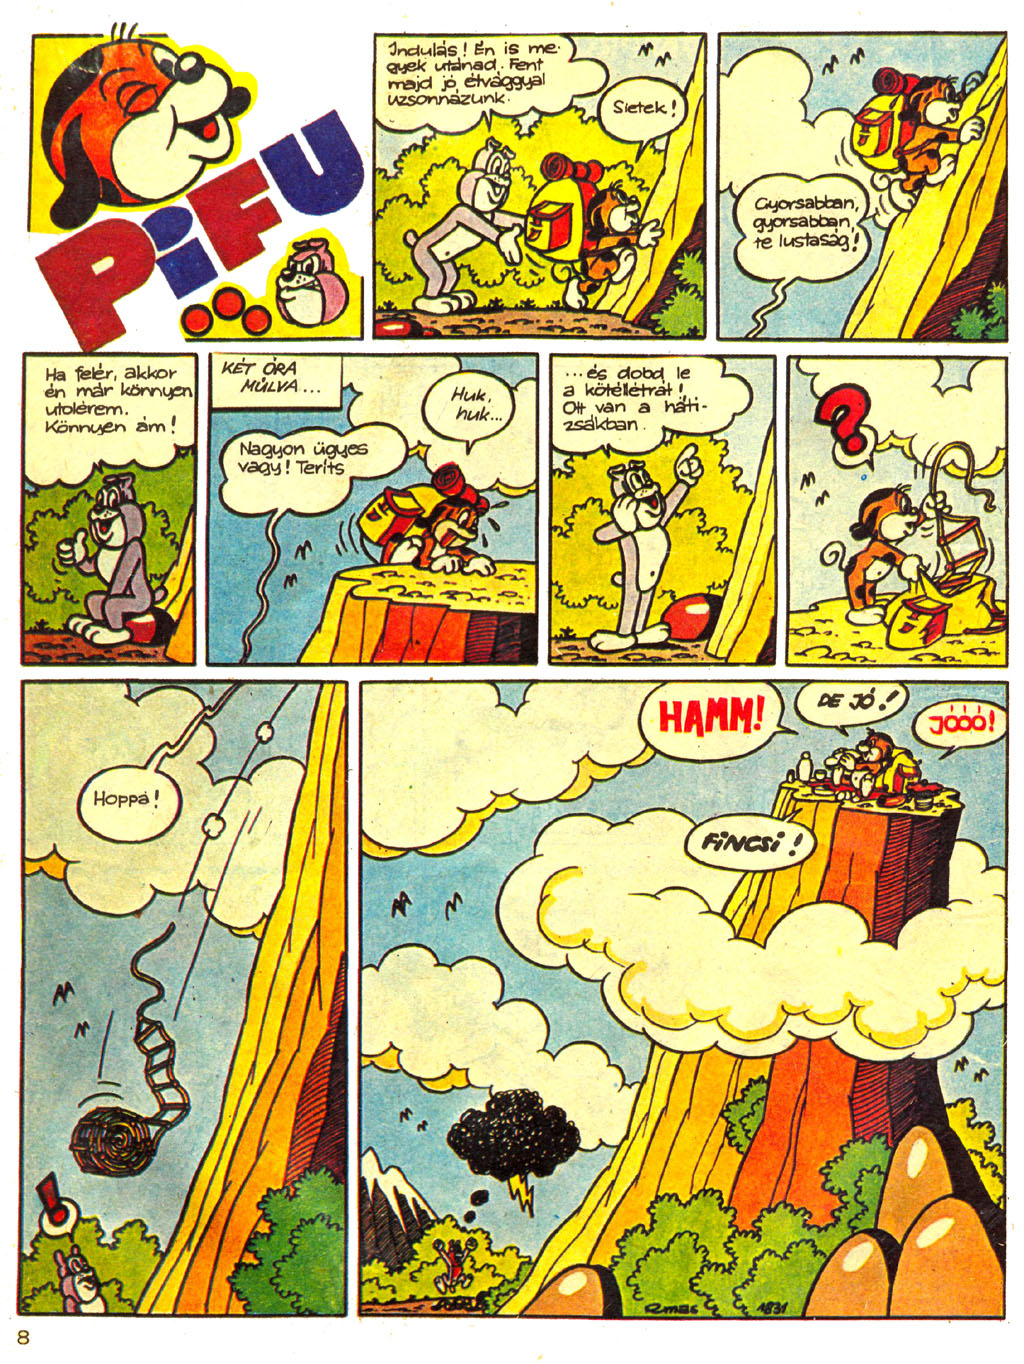 PiFU
Indulás! Én is me-
gyek utánad. Fent
majd jó étvággyal
uzsonnázunk.
Sietek!
Gyorsabban,
gyorsabban,
te lustaság!
Ha felér, akkor
én már könnyen
utolérem.
Könnyen ám!
KÉT ÓRA
MÚLVA...
Huk,
huk...
Nagyon ügyes
vagy! Teríts
...és dobd le
a kötéllétrát!
Ott van a háti-
zsákban.
?
Hoppá!
!
HAMM!
DE JÓ!
JÓÓÓ!
FiNCSi!
1831
8